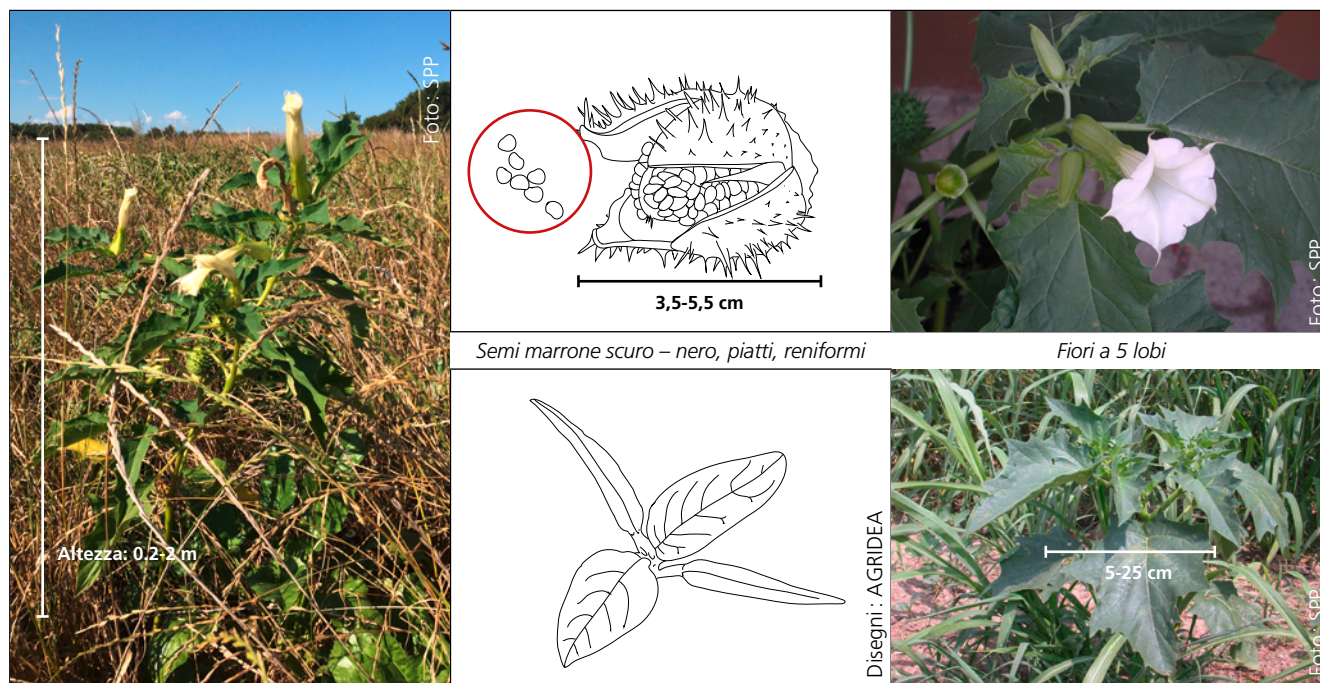 Foto: SPP
Altezza: 0.2-2 m
3,5-5,5 cm
Semi marrone scuro – nero, piatti, reniformi
Disegni: AGRIDEA
Foto: SPP
Fiori a 5 lobi
5-25 cm
Foto: SPP